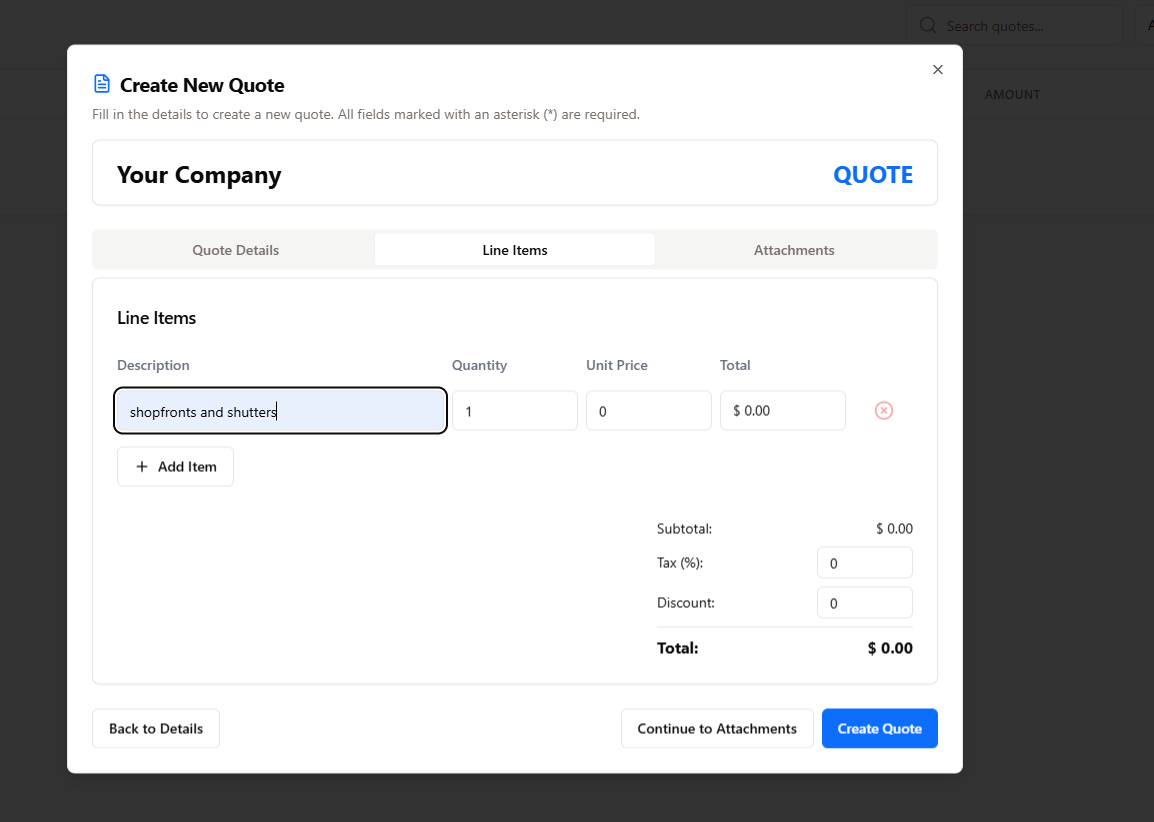 Search quotes...
A
Create New Quote
Fill in the details to create a new quote. All fields marked with an asterisk (*) are required.
AMOUNT
Your Company
QUOTE
Quote Details
Line Items
Attachments
Line Items
Description
Quantity
Unit Price
Total
shopfronts and shutters
1
0
$ 0.00
+ Add Item
Subtotal:
$ 0.00
Tax (%):
0
Discount:
0
Total:
$ 0.00
Back to Details
Continue to Attachments
Create Quote